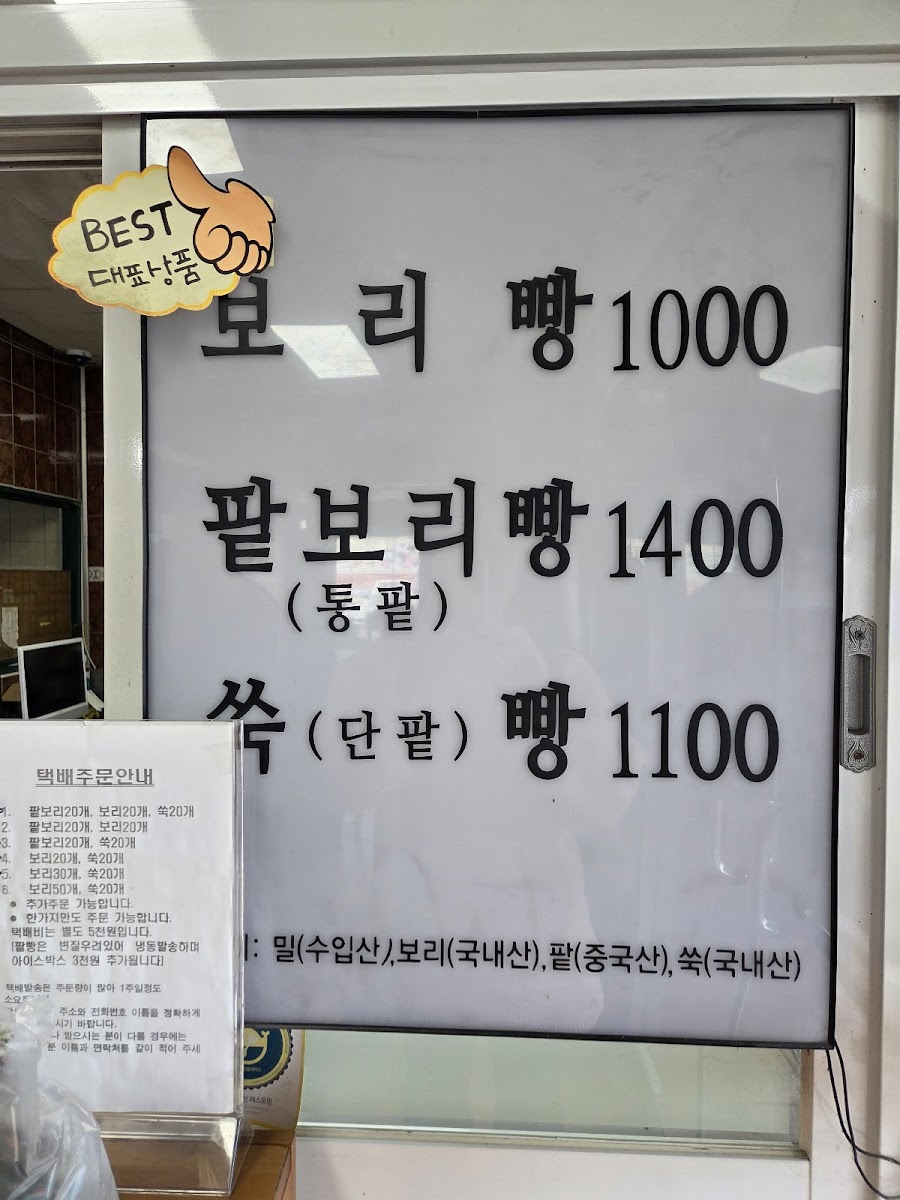 BEST
대표상품
보리빵 1000
팥보리빵 1400
(통팥)
쑥(단팥)빵 1100
밀(수입산),보리(국내산),팥(중국산),쑥(국내산)
택배주문안내
1. 팥보리20개, 보리20개, 쑥20개
2. 팥보리20개, 보리20개
3. 팥보리20개, 쑥20개
4. 보리20개, 쑥20개
5. 보리30개, 쑥20개
6. 보리50개, 쑥20개
● 추가주문 가능합니다.
● 한가지만도 주문 가능합니다.
택배비는 별도 5천원입니다.
[팥빵은 변질우려있어 냉동발송하며
아이스박스 3천원 추가됩니다]
택배발송은 주문량이 많아 1주일정도
주소와 전화번호 이름을 정확하게
시기 바랍니다.
받으시는 분이 다를 경우에는
이름과 연락처를 같이 적어 주세